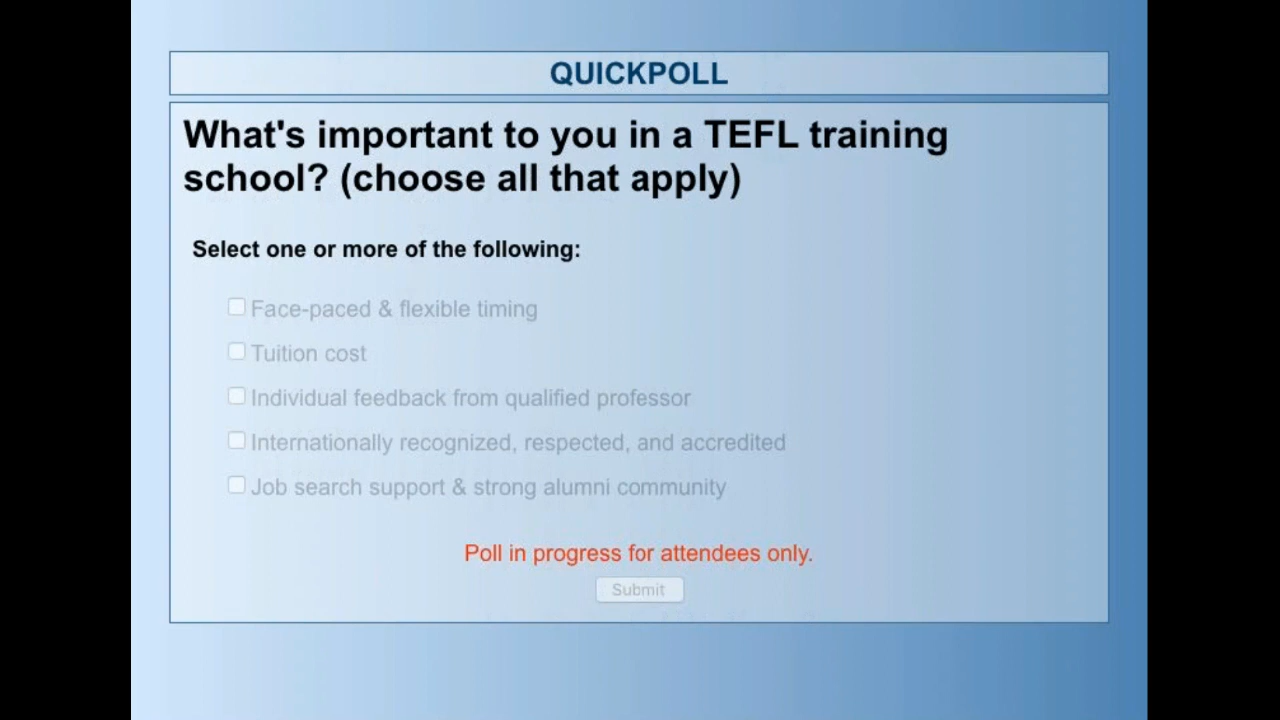 QUICKPOLL
What's important to you in a TEFL training
school? (choose all that apply)
Select one or more of the following:
Face-paced & flexible timing
Tuition cost
Individual feedback from qualified professor
Internationally recognized, respected, and accredited
Job search support & strong alumni community
Poll in progress for attendees only.
Submit